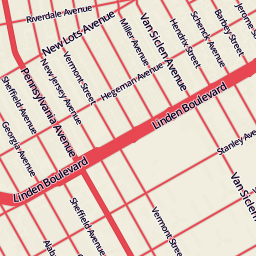 Riverdale Avenue
New Lots Avenue
Miller Avenue
Van Siclen Avenue
Hendrix Street
Schenck Avenue
Barbey Street
Jerome
Hegeman Avenue
Vermont Street
New Jersey Avenue
Pennsylvania Avenue
Sheffield Avenue
Georgia Avenue
Linden Boulevard
Linden Boulevard
Stanley
Van Siclen
Sheffield Avenue
Vermont Street
Alab